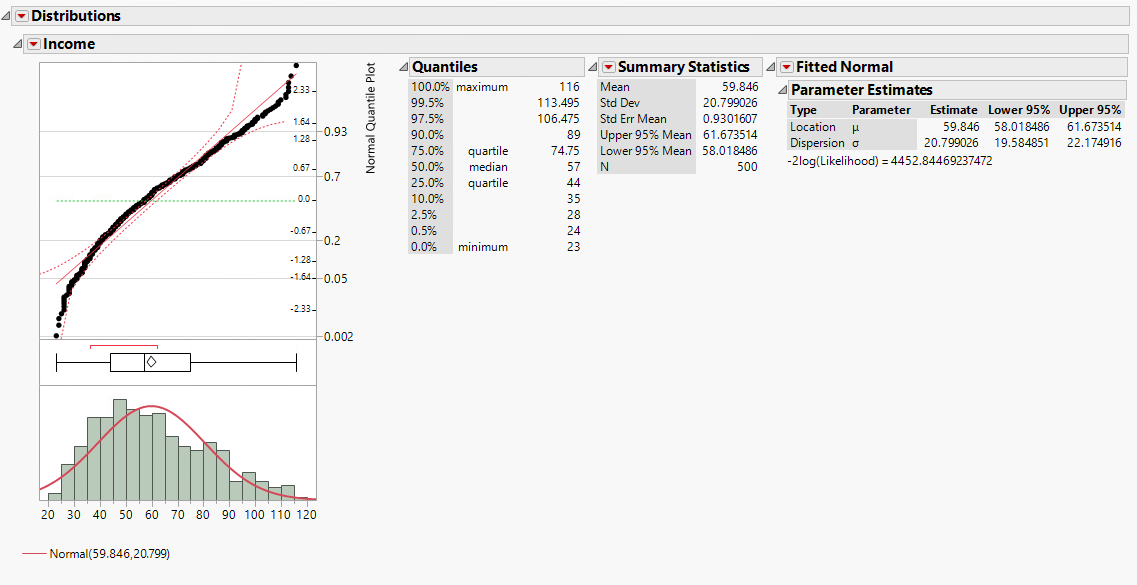 Distributions
Income
Normal Quantile Plot
2.33
1.64
1.28
0.67
0.0
-0.67
-1.28
-1.64
-2.33
0.93
0.7
0.2
0.05
0.002
20 30 40 50 60 70 80 90 100 110 120
Normal(59.846,20.799)
Quantiles
100.0% maximum 116
99.5% 113.495
97.5% 106.475
90.0% 89
75.0% quartile 74.75
50.0% median 57
25.0% quartile 44
10.0% 35
2.5% 28
0.5% 24
0.0% minimum 23
Summary Statistics
Mean 59.846
Std Dev 20.799026
Std Err Mean 0.9301607
Upper 95% Mean 61.673514
Lower 95% Mean 58.018486
N 500
Fitted Normal
Parameter Estimates
Type Parameter Estimate Lower 95% Upper 95%
Location μ 59.846 58.018486 61.673514
Dispersion σ 20.799026 19.584851 22.174916
-2log(Likelihood) = 4452.84469237472